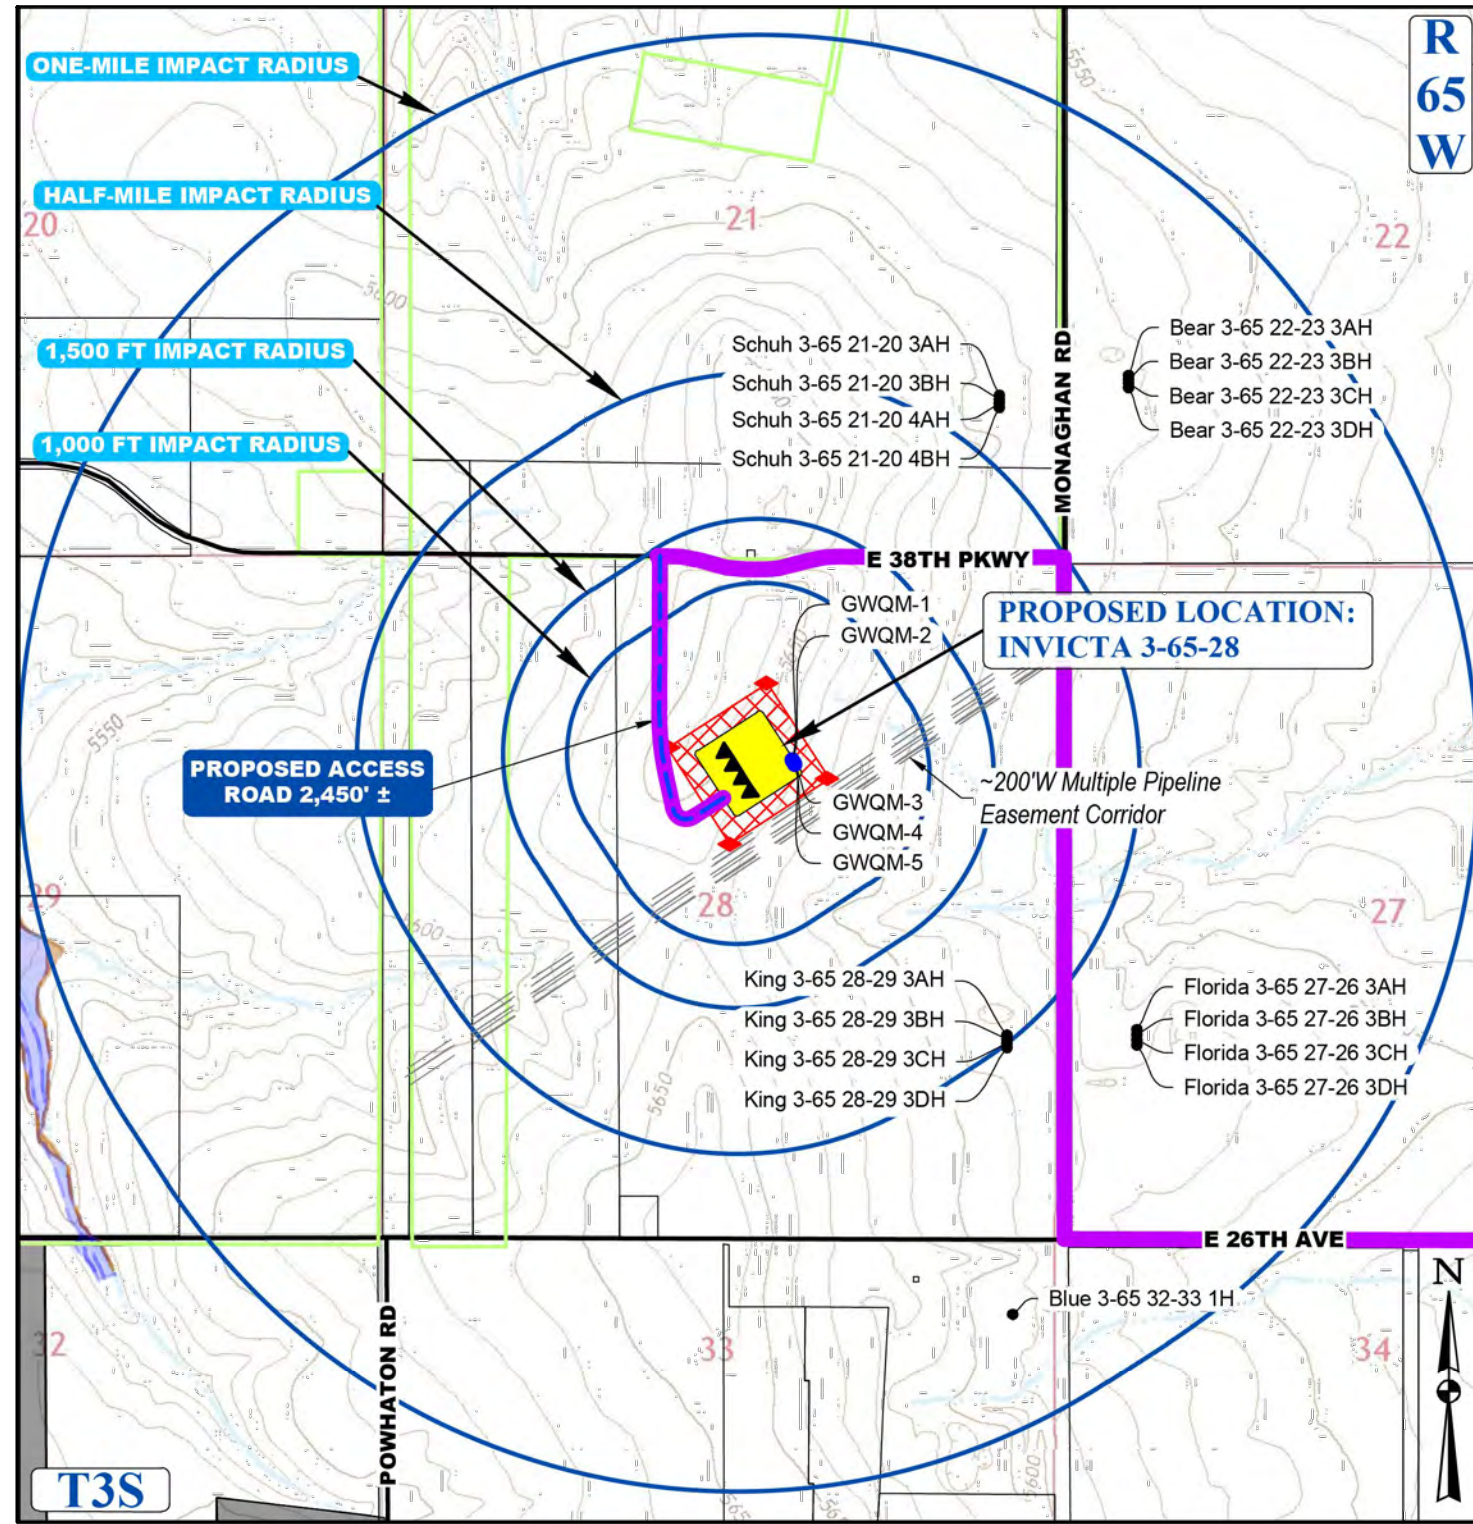 R
65
W
ONE-MILE IMPACT RADIUS
HALF-MILE IMPACT RADIUS
20
21
22
5550
5600
1,500 FT IMPACT RADIUS
1,000 FT IMPACT RADIUS
MONAGHAN RD
Schuh 3-65 21-20 3AH
Schuh 3-65 21-20 3BH
Schuh 3-65 21-20 4AH
Schuh 3-65 21-20 4BH
Bear 3-65 22-23 3AH
Bear 3-65 22-23 3BH
Bear 3-65 22-23 3CH
Bear 3-65 22-23 3DH
E 38TH PKWY
GWQM-1
GWQM-2
PROPOSED LOCATION:
INVICTA 3-65-28
5550
PROPOSED ACCESS
ROAD 2,450' ±
~200'W Multiple Pipeline
Easement Corridor
GWQM-3
GWQM-4
GWQM-5
29
28
27
5600
King 3-65 28-29 3AH
King 3-65 28-29 3BH
King 3-65 28-29 3CH
King 3-65 28-29 3DH
Florida 3-65 27-26 3AH
Florida 3-65 27-26 3BH
Florida 3-65 27-26 3CH
Florida 3-65 27-26 3DH
5650
E 26TH AVE
N
Blue 3-65 32-33 1H
32
33
34
POWHATON RD
T3S
5600